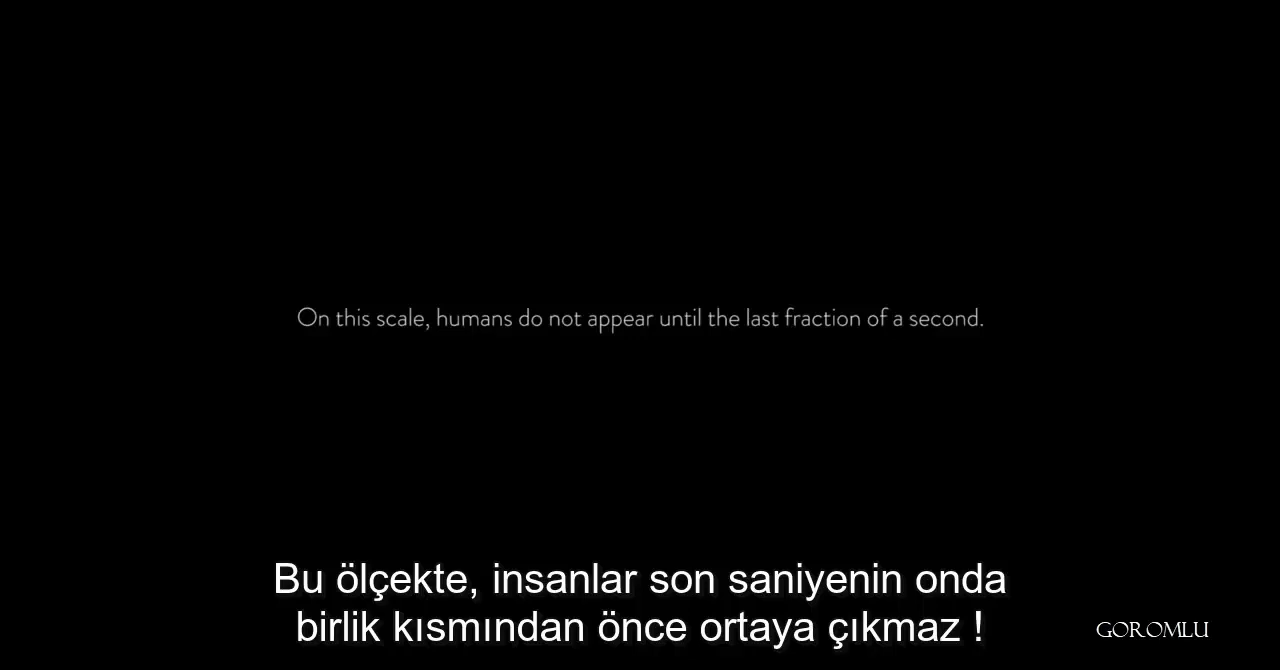 On this scale, humans do not appear until the last fraction of a second.
Bu ölçekte, insanlar son saniyenin onda
birlik kısmından önce ortaya çıkmaz !
GOROMLU